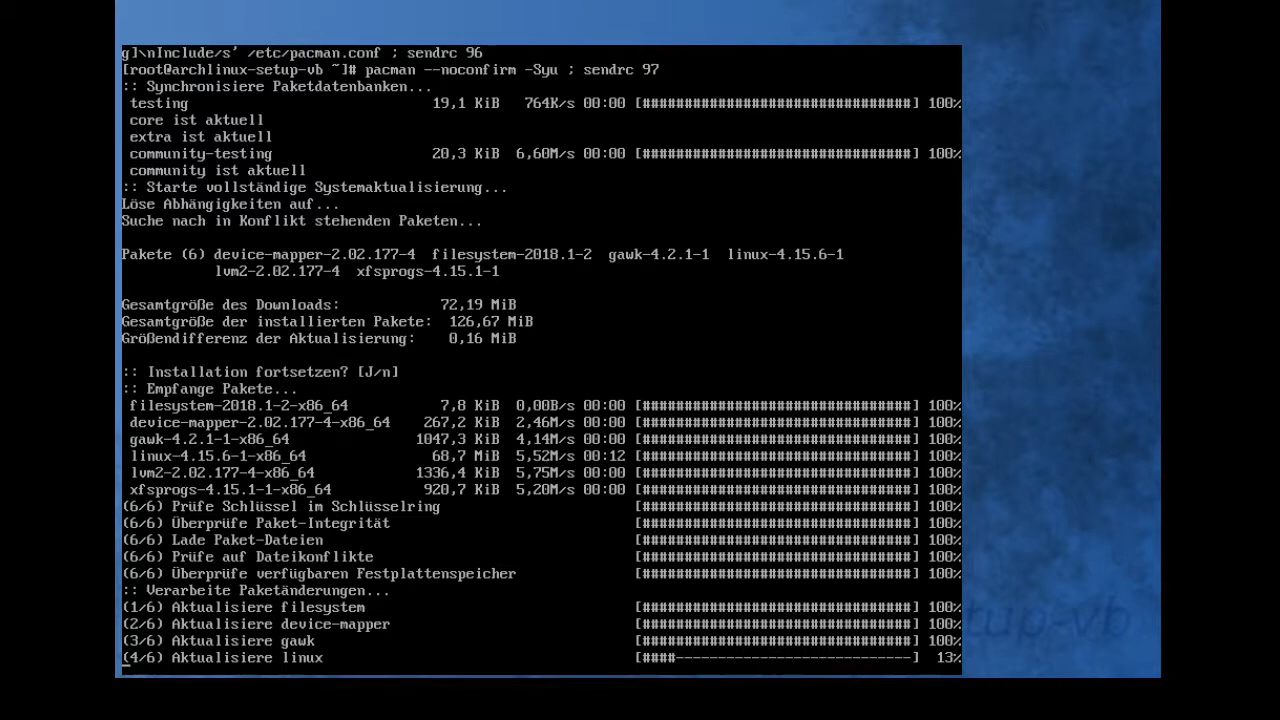 g]\nInclude/s' /etc/pacman.conf ; sendrc 96
[root@archlinux-setup-vb ~]# pacman --noconfirm -Syu ; sendrc 97
:: Synchronisiere Paketdatenbanken...
testing 19,1 KiB 764K/s 00:00 [################################] 100%
core ist aktuell
extra ist aktuell
community-testing 20,3 KiB 6,60M/s 00:00 [################################] 100%
community ist aktuell
:: Starte vollständige Systemaktualisierung...
Löse Abhängigkeiten auf...
Suche nach in Konflikt stehenden Paketen...
Pakete (6) device-mapper-2.02.177-4 filesystem-2018.1-2 gawk-4.2.1-1 linux-4.15.6-1
lvm2-2.02.177-4 xfsprogs-4.15.1-1
Gesamtgröße des Downloads: 72,19 MiB
Gesamtgröße der installierten Pakete: 126,67 MiB
Größendifferenz der Aktualisierung: 0,16 MiB
:: Installation fortsetzen? [J/n]
:: Empfange Pakete...
filesystem-2018.1-2-x86_64 7,8 KiB 0,00B/s 00:00 [################################] 100%
device-mapper-2.02.177-4-x86_64 267,2 KiB 2,46M/s 00:00 [################################] 100%
gawk-4.2.1-1-x86_64 1047,3 KiB 4,14M/s 00:00 [################################] 100%
linux-4.15.6-1-x86_64 68,7 MiB 5,52M/s 00:12 [################################] 100%
lvm2-2.02.177-4-x86_64 1336,4 KiB 5,75M/s 00:00 [################################] 100%
xfsprogs-4.15.1-1-x86_64 920,7 KiB 5,20M/s 00:00 [################################] 100%
(6/6) Prüfe Schlüssel im Schlüsselring [################################] 100%
(6/6) Überprüfe Paket-Integrität [################################] 100%
(6/6) Lade Paket-Dateien [################################] 100%
(6/6) Prüfe auf Dateikonflikte [################################] 100%
(6/6) Überprüfe verfügbaren Festplattenspeicher [################################] 100%
:: Verarbeite Paketänderungen...
(1/6) Aktualisiere filesystem [################################] 100%
(2/6) Aktualisiere device-mapper [################################] 100%
(3/6) Aktualisiere gawk [################################] 100%
(4/6) Aktualisiere linux [####----------------------------] 13%
tup-vb